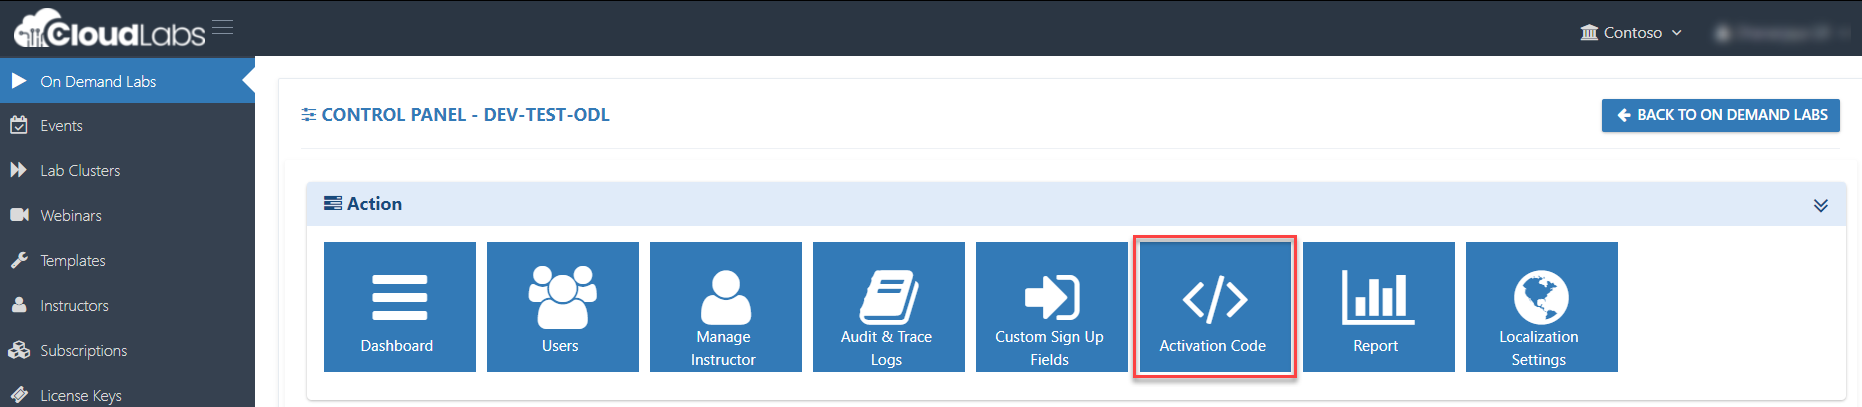 CloudLabs
Contoso
On Demand Labs
Events
Lab Clusters
Webinars
Templates
Instructors
Subscriptions
License Keys
CONTROL PANEL - DEV-TEST-ODL
BACK TO ON DEMAND LABS
Action
Dashboard
Users
Manage
Instructor
Audit & Trace
Logs
Custom Sign Up
Fields
Activation Code
Report
Localization
Settings